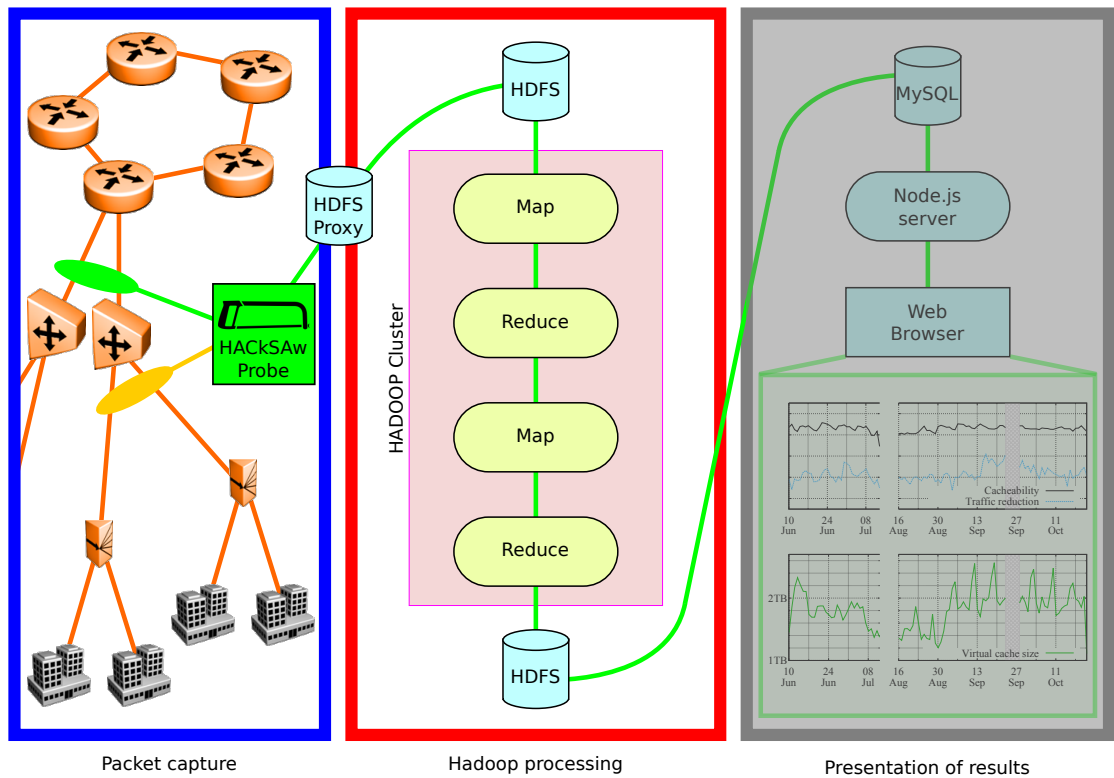 HDFS
Proxy
HACkSAw
Probe
Packet capture
HDFS
HADOOP Cluster
Map
Reduce
Map
Reduce
HDFS
Hadoop processing
MySQL
Node.js
server
Web
Browser
Cacheability
Traffic reduction
10 24 08 16 30 13 27 11
Jun Jun Jul Aug Aug Sep Sep Oct
2TB
1TB
Virtual cache size
10 24 08 16 30 13 27 11
Jun Jun Jul Aug Aug Sep Sep Oct
Presentation of results